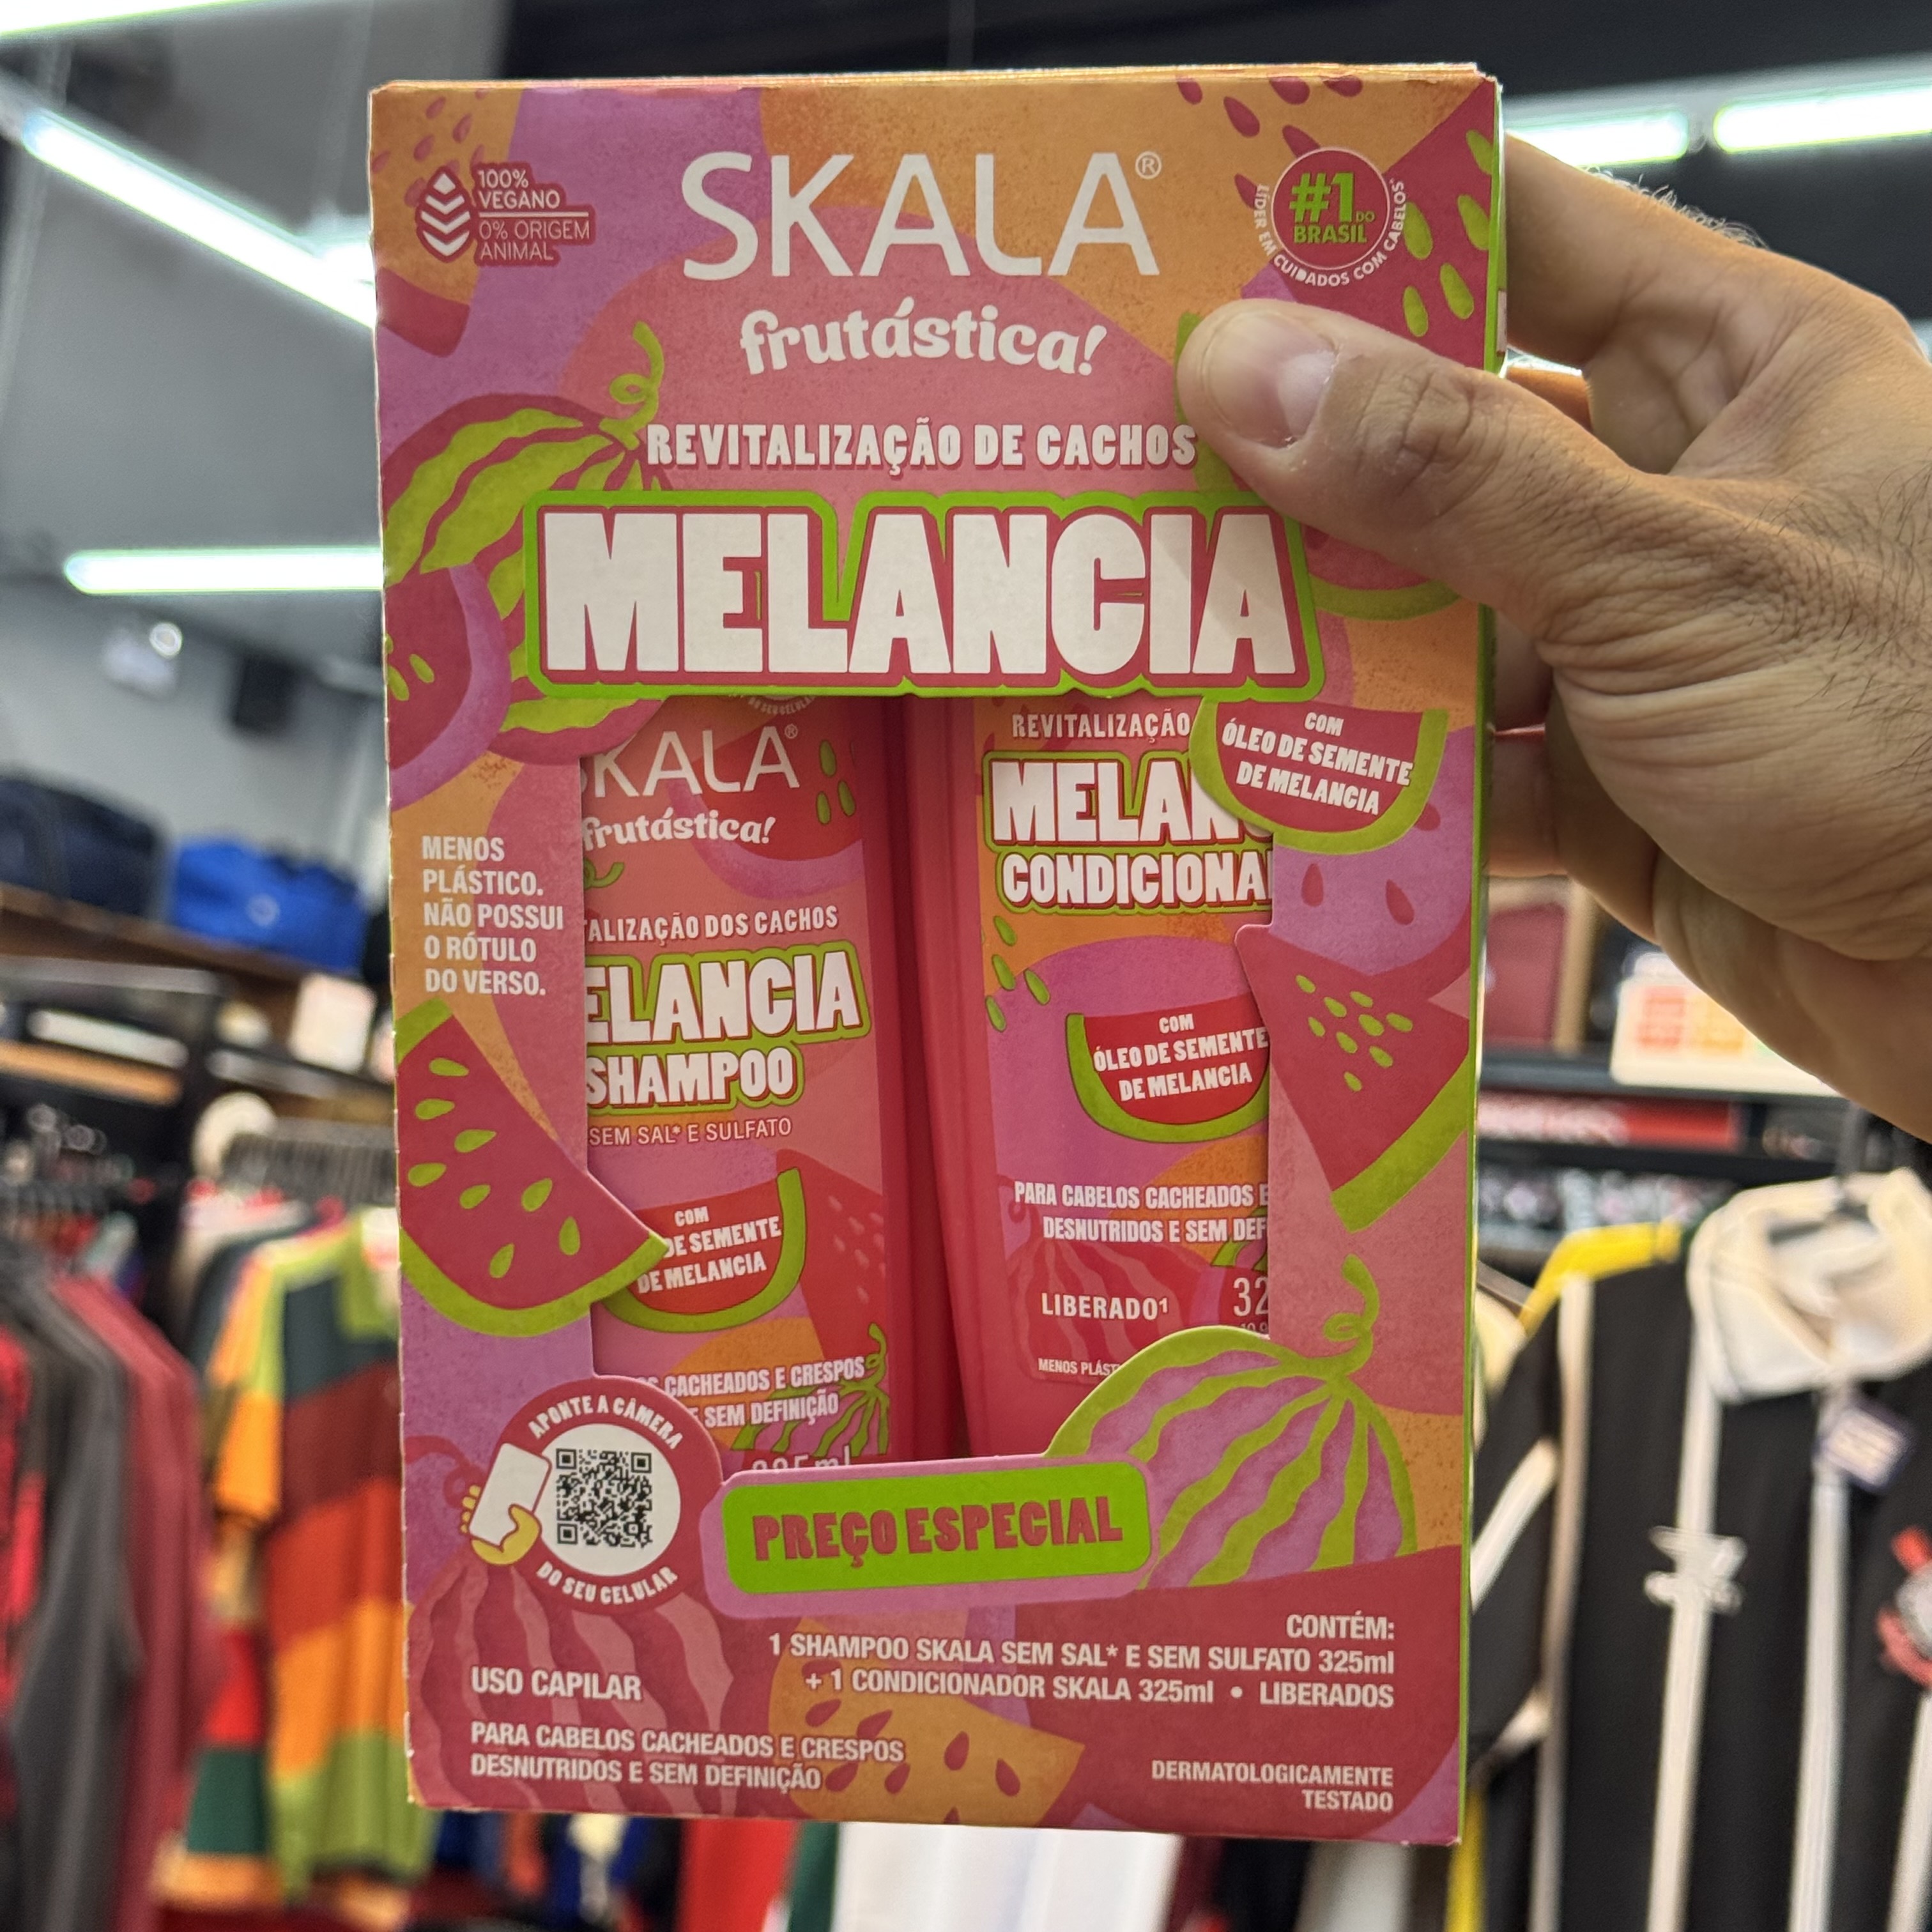 100%
VEGANO
0% ORIGEM
ANIMAL
SKALA®
#1 DO
BRASIL
LÍDER EM CUIDADOS COM CABELOS*
frutástica!
REVITALIZAÇÃO DE CACHOS
MELANCIA
COM
ÓLEO DE SEMENTE
DE MELANCIA
MENOS
PLÁSTICO.
NÃO POSSUI
O RÓTULO
DO VERSO.
KALA®
frutástica!
ALIZAÇÃO DOS CACHOS
ELANCIA
SHAMPOO
SEM SAL* E SULFATO
COM
DE SEMENTE
DE MELANCIA
CACHEADOS E CRESPOS
E SEM DEFINIÇÃO
REVITALIZAÇÃO
MELAN
CONDICIONA
COM
ÓLEO DE SEMENTE
DE MELANCIA
PARA CABELOS CACHEADOS E
DESNUTRIDOS E SEM DEF
LIBERADO¹
32
MENOS PLÁST
APONTE A CÂMERA
DO SEU CELULAR
PREÇO ESPECIAL
CONTÉM:
1 SHAMPOO SKALA SEM SAL* E SEM SULFATO 325ml
+ 1 CONDICIONADOR SKALA 325ml • LIBERADOS
USO CAPILAR
PARA CABELOS CACHEADOS E CRESPOS
DESNUTRIDOS E SEM DEFINIÇÃO
DERMATOLOGICAMENTE
TESTADO